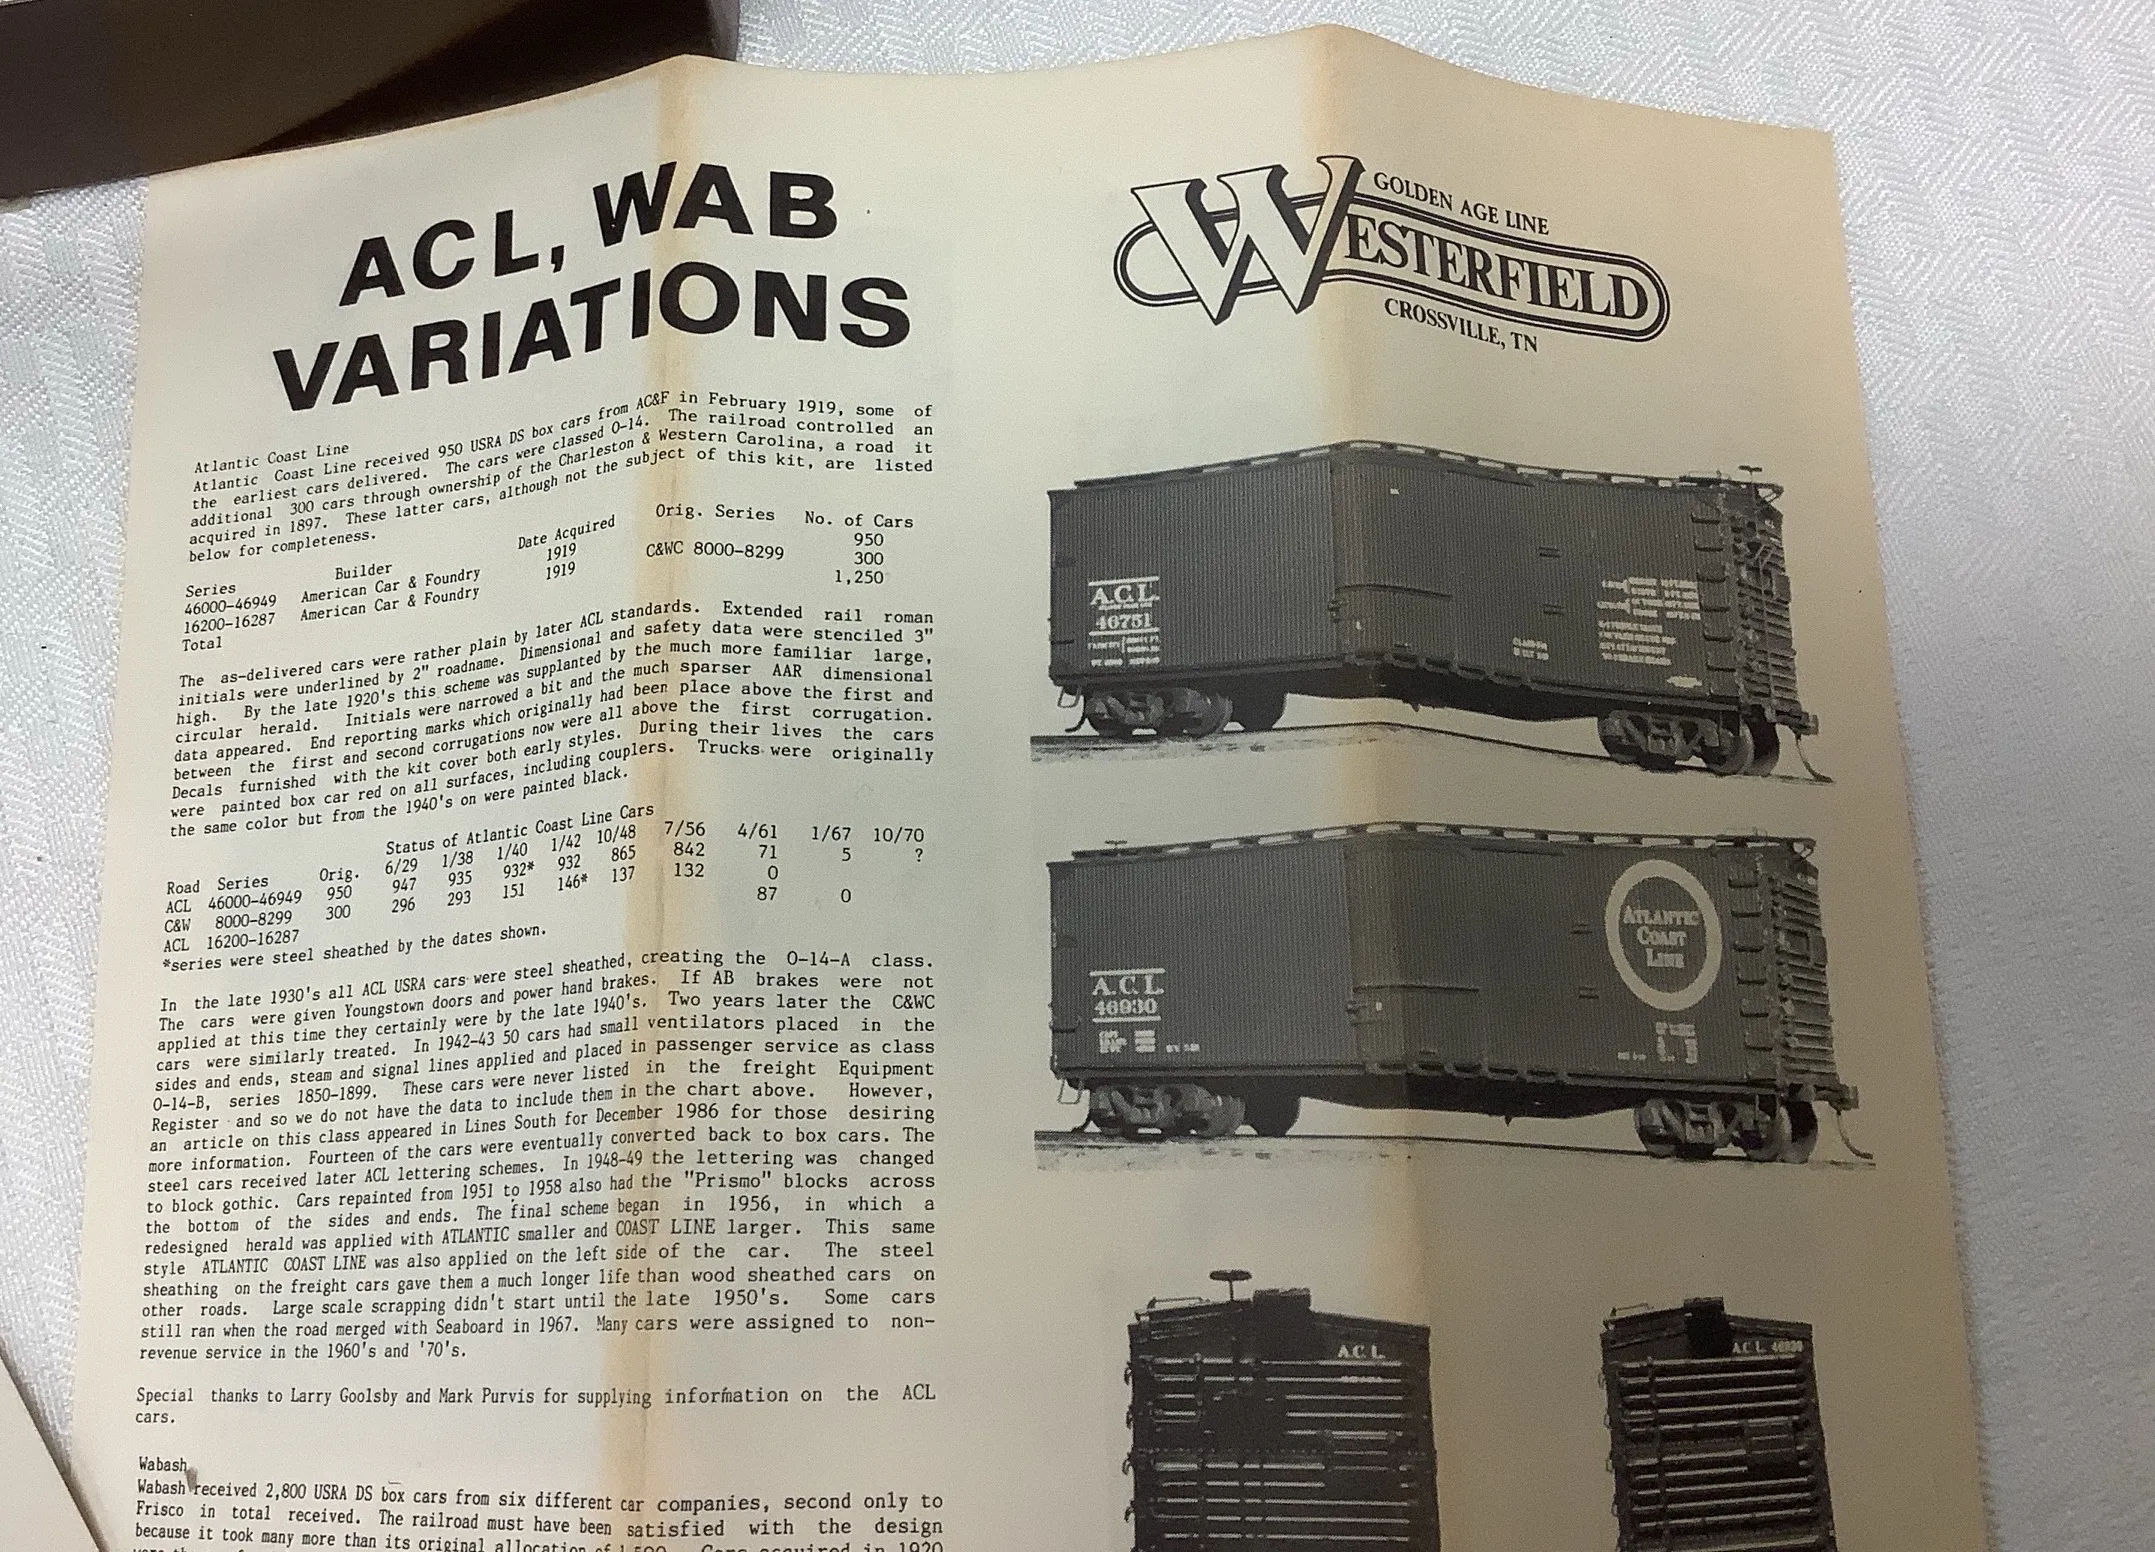 ACL, WAB
VARIATIONS
Atlantic Coast Line
Atlantic Coast Line received 950 USRA DS box cars from AC&F in February 1919, some of
the earliest cars delivered. The cars were classed O-14. The railroad controlled an
additional 300 cars through ownership of the Charleston & Western Carolina, a road it
acquired in 1897. These latter cars, although not the subject of this kit, are listed
below for completeness.
Series Builder Date Acquired Orig. Series No. of Cars
46000-46949 American Car & Foundry 1919 950
16200-16287 American Car & Foundry 1919 C&WC 8000-8299 300
Total 1,250
The as-delivered cars were rather plain by later ACL standards. Extended rail roman
initials were underlined by 2" roadname. Dimensional and safety data were stenciled 3"
high. By the late 1920's this scheme was supplanted by the much more familiar large,
circular herald. Initials were narrowed a bit and the much sparser AAR dimensional
data appeared. End reporting marks which originally had been place above the first and
between the first and second corrugations now were all above the first corrugation.
Decals furnished with the kit cover both early styles. During their lives the cars
were painted box car red on all surfaces, including couplers. Trucks were originally
the same color but from the 1940's on were painted black.
Status of Atlantic Coast Line Cars
Road Series Orig. 6/29 1/38 1/40 1/42 10/48 7/56 4/61 1/67 10/70
ACL 46000-46949 950 947 935 932* 932 865 842 71 5 ?
C&W 8000-8299 300 296 293 151 146* 137 132 0
ACL 16200-16287 87 0
*series were steel sheathed by the dates shown.
In the late 1930's all ACL USRA cars were steel sheathed, creating the O-14-A class.
The cars were given Youngstown doors and power hand brakes. If AB brakes were not
applied at this time they certainly were by the late 1940's. Two years later the C&WC
cars were similarly treated. In 1942-43 50 cars had small ventilators placed in the
sides and ends, steam and signal lines applied and placed in passenger service as class
O-14-B, series 1850-1899. These cars were never listed in the freight Equipment
Register and so we do not have the data to include them in the chart above. However,
an article on this class appeared in Lines South for December 1986 for those desiring
more information. Fourteen of the cars were eventually converted back to box cars. The
steel cars received later ACL lettering schemes. In 1948-49 the lettering was changed
to block gothic. Cars repainted from 1951 to 1958 also had the "Prismo" blocks across
the bottom of the sides and ends. The final scheme began in 1956, in which a
redesigned herald was applied with ATLANTIC smaller and COAST LINE larger. This same
style ATLANTIC COAST LINE was also applied on the left side of the car. The steel
sheathing on the freight cars gave them a much longer life than wood sheathed cars on
other roads. Large scale scrapping didn't start until the late 1950's. Some cars
still ran when the road merged with Seaboard in 1967. Many cars were assigned to non-
revenue service in the 1960's and '70's.
Special thanks to Larry Goolsby and Mark Purvis for supplying information on the ACL
cars.
Wabash
Wabash received 2,800 USRA DS box cars from six different car companies, second only to
Frisco in total received. The railroad must have been satisfied with the design
because it took many more than its original allocation of 1,500. Cars acquired in 1920
GOLDEN AGE LINE
WESTERFIELD
CROSSVILLE, TN
A.C.L.
46751
ATLANTIC
COAST
LINE
A.C.L.
46930
A.C.L.
A.C.L. 46930